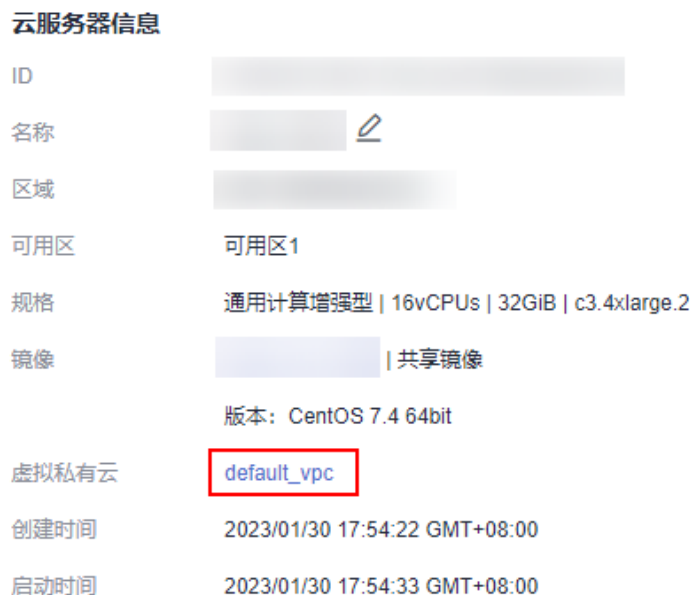 云服务器信息
ID
名称
区域
可用区 可用区1
规格 通用计算增强型 | 16vCPUs | 32GiB | c3.4xlarge.2
镜像 | 共享镜像
版本：CentOS 7.4 64bit
虚拟私有云 default_vpc
创建时间 2023/01/30 17:54:22 GMT+08:00
启动时间 2023/01/30 17:54:33 GMT+08:00